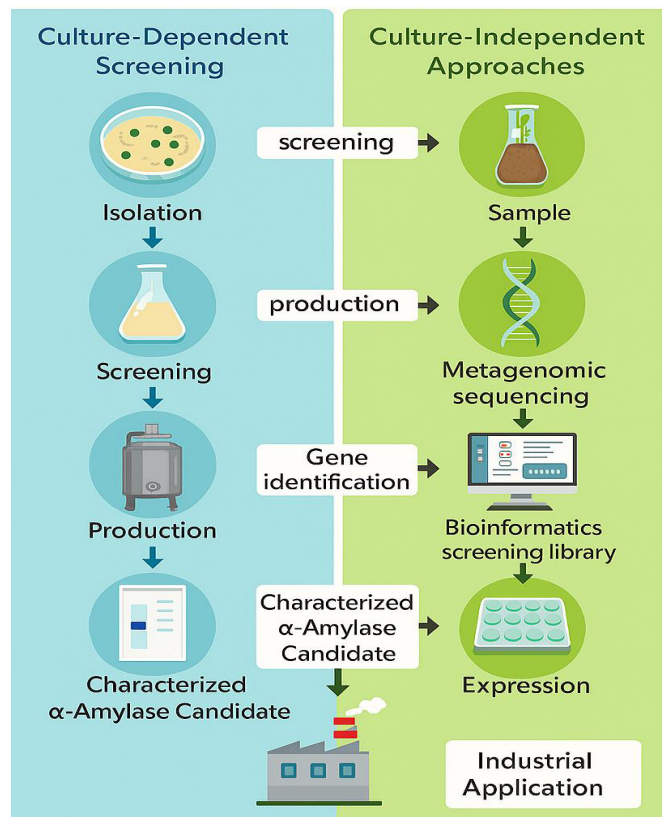 Culture-Dependent
Screening
Culture-Independent
Approaches
screening
Isolation
Sample
production
Screening
Metagenomic
sequencing
Gene
identification
Production
Bioinformatics
screening library
Characterized
α-Amylase
Candidate
Characterized
α-Amylase Candidate
Expression
Industrial
Application